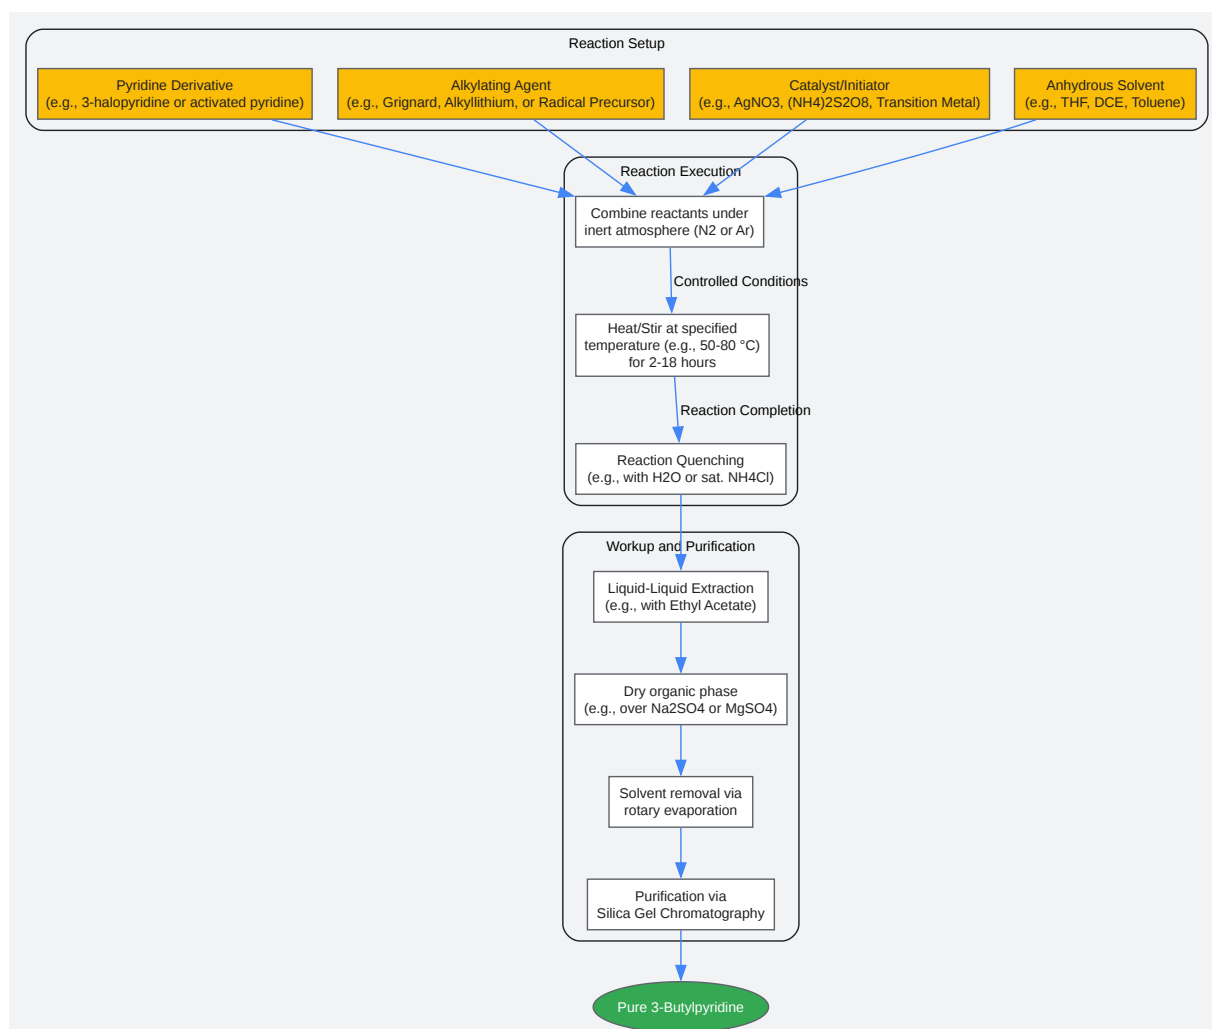 Reaction Setup
Pyridine Derivative
(e.g., 3-halopyridine or activated pyridine)
Alkylating Agent
(e.g., Grignard, Alkyllithium, or Radical Precursor)
Catalyst/Initiator
(e.g., AgNO3, (NH4)2S2O8, Transition Metal)
Anhydrous Solvent
(e.g., THF, DCE, Toluene)
Reaction Execution
Combine reactants under
inert atmosphere (N2 or Ar)
Controlled Conditions
Heat/Stir at specified
temperature (e.g., 50-80 °C)
for 2-18 hours
Reaction Completion
Reaction Quenching
(e.g., with H2O or sat. NH4Cl)
Workup and Purification
Liquid-Liquid Extraction
(e.g., with Ethyl Acetate)
Dry organic phase
(e.g., over Na2SO4 or MgSO4)
Solvent removal via
rotary evaporation
Purification via
Silica Gel Chromatography
Pure 3-Butylpyridine